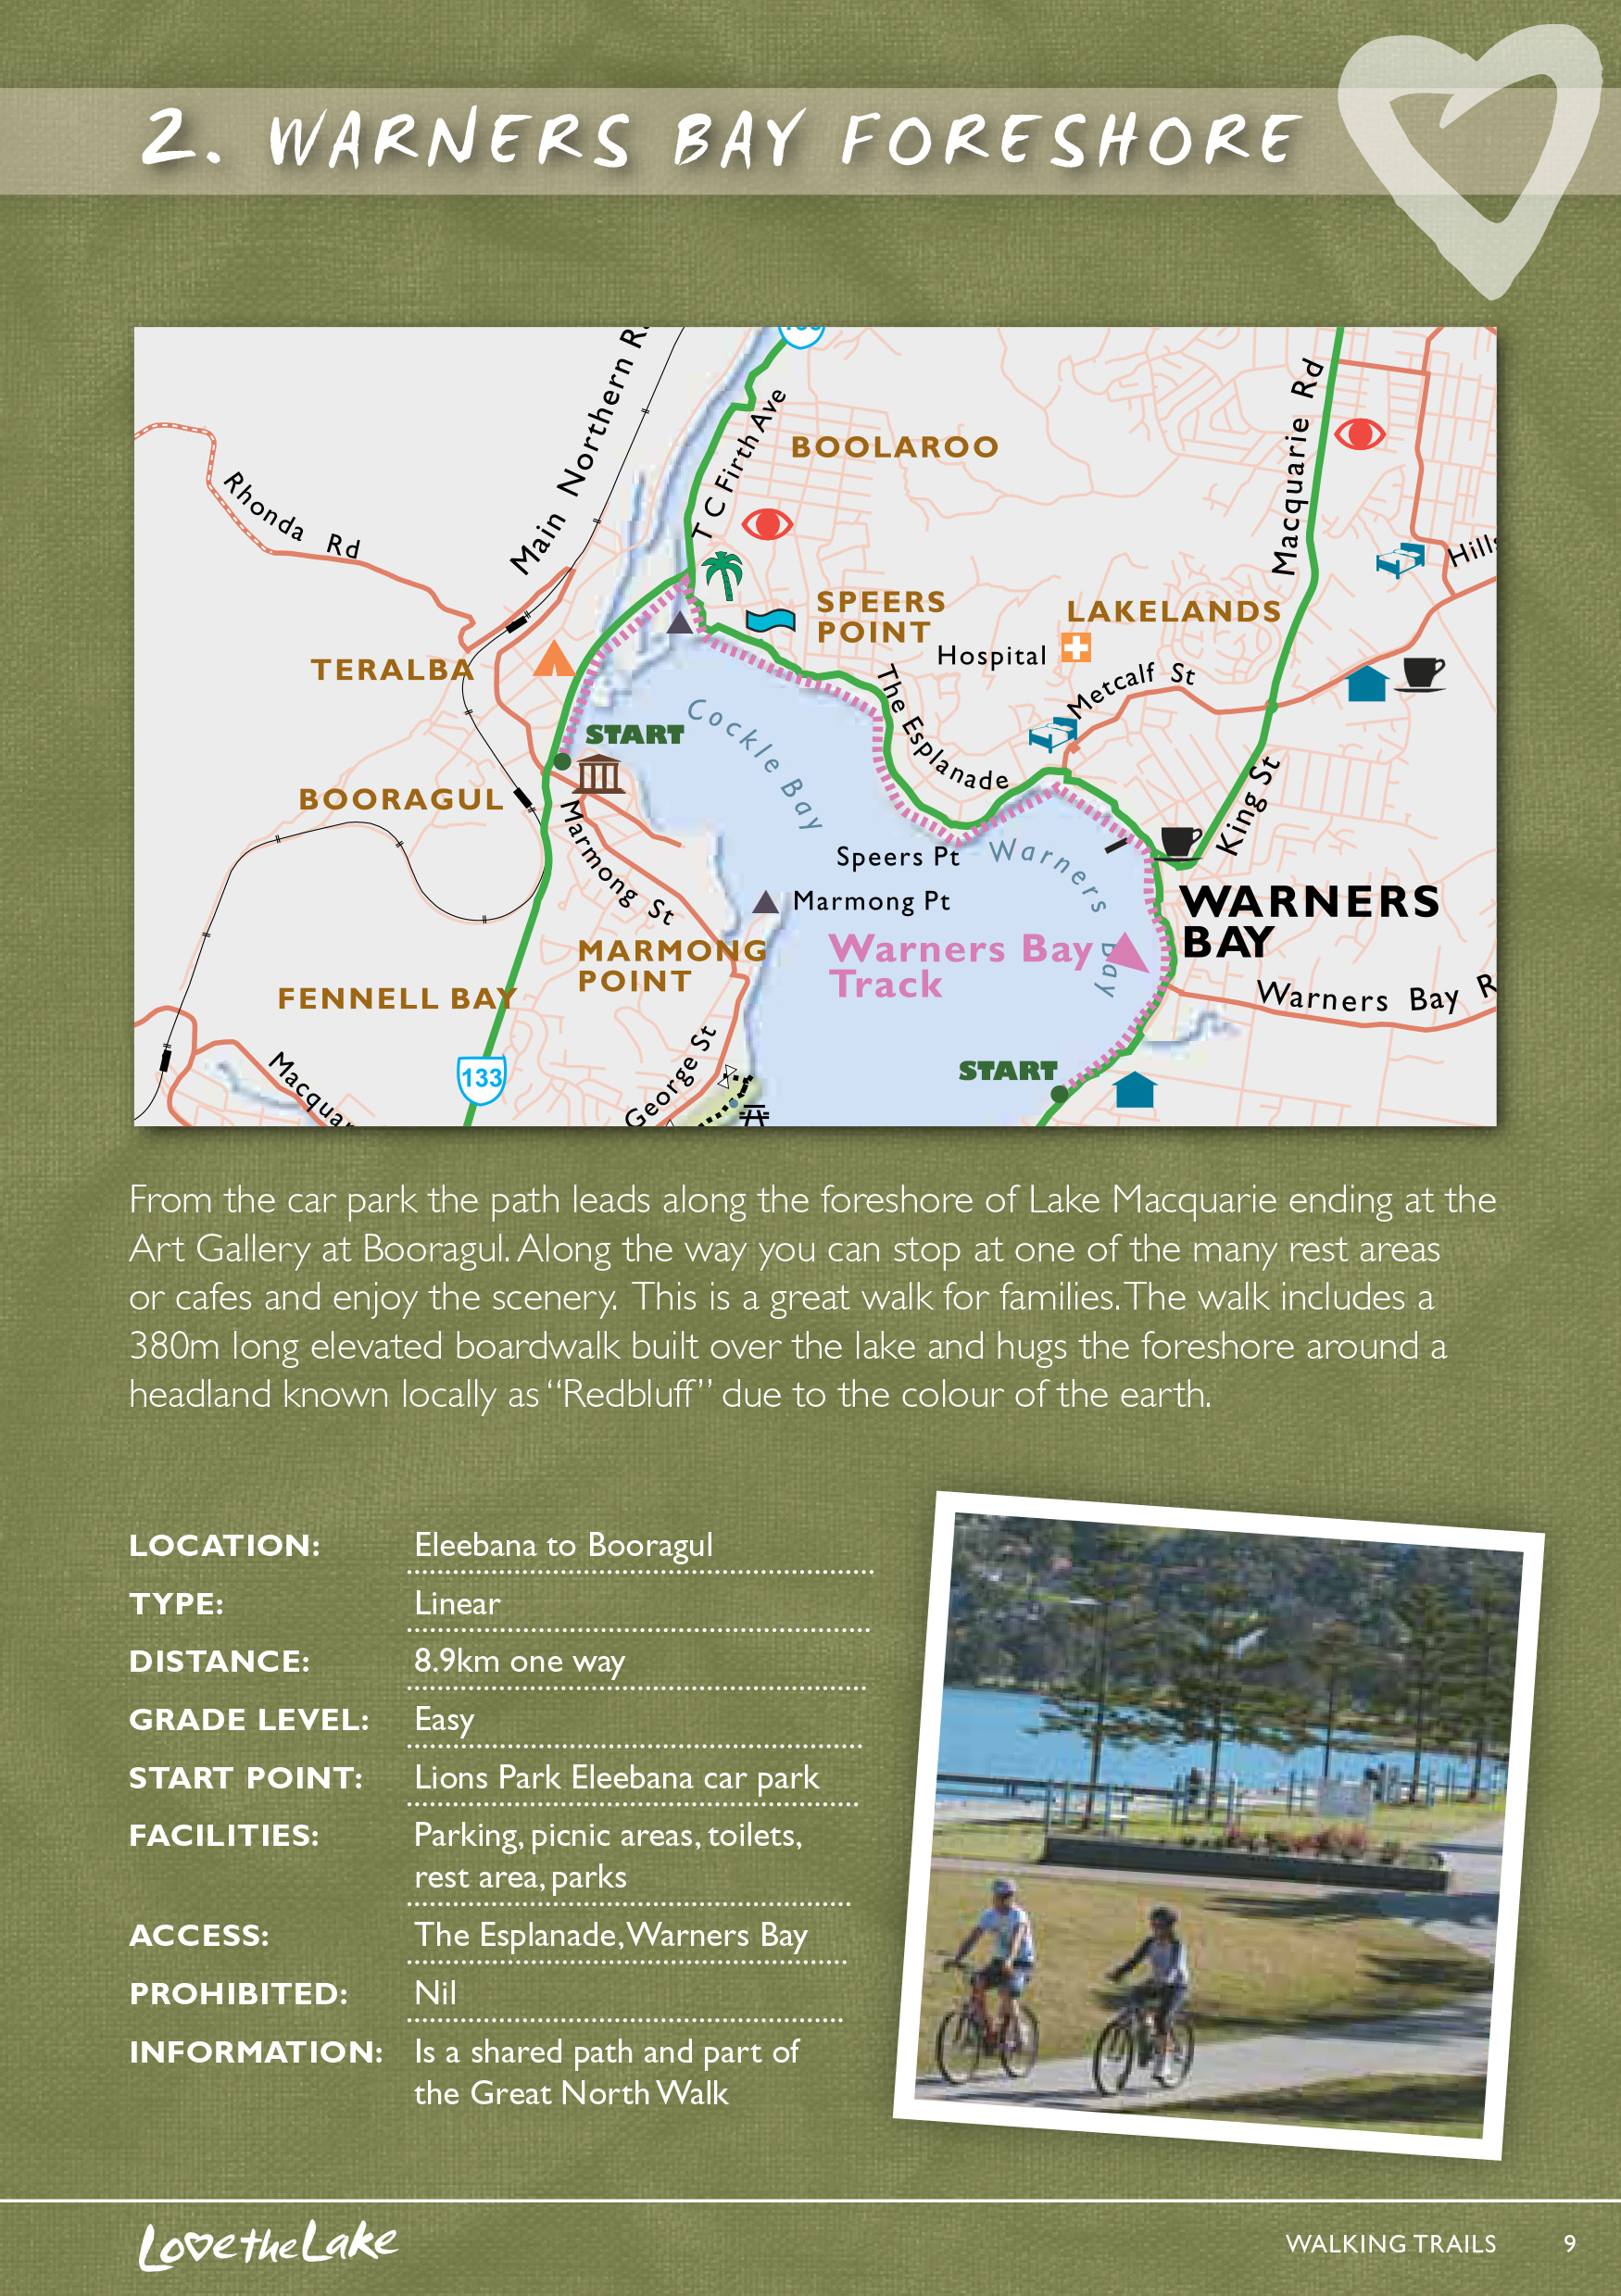 2. WARNERS BAY FORESHORE
Main Northern R
Rhonda Rd
T C Firth Ave
BOOLAROO
Macquarie Rd
Hills
SPEERS
POINT
LAKELANDS
Hospital
Metcalf St
TERALBA
START
Cockle Bay
The Esplanade
BOORAGUL
Marmong St
King St
Speers Pt
Warners
Bay
Marmong Pt
WARNERS
BAY
Warners Bay
Track
MARMONG
POINT
FENNELL BAY
Warners Bay R
133
Macquar
George St
START
From the car park the path leads along the foreshore of Lake Macquarie ending at the
Art Gallery at Booragul. Along the way you can stop at one of the many rest areas
or cafes and enjoy the scenery. This is a great walk for families. The walk includes a
380m long elevated boardwalk built over the lake and hugs the foreshore around a
headland known locally as “Redbluff” due to the colour of the earth.
LOCATION: Eleebana to Booragul
TYPE: Linear
DISTANCE: 8.9km one way
GRADE LEVEL: Easy
START POINT: Lions Park Eleebana car park
FACILITIES: Parking, picnic areas, toilets,
rest area, parks
ACCESS: The Esplanade, Warners Bay
PROHIBITED: Nil
INFORMATION: Is a shared path and part of
the Great North Walk
Love the Lake
WALKING TRAILS 9